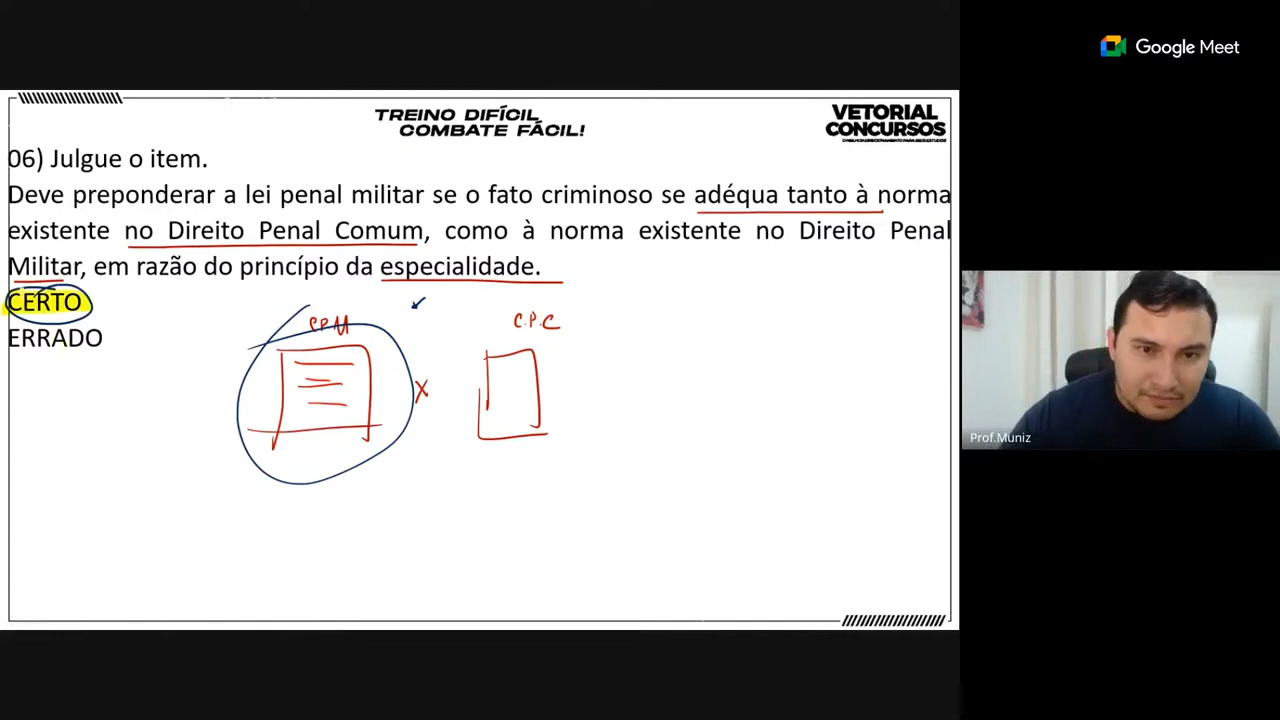 Google Meet
TREINO DIFÍCIL
COMBATE FÁCIL!
VETORIAL
CONCURSOS
06) Julgue o item.
Deve preponderar a lei penal militar se o fato criminoso se adéqua tanto à norma
existente no Direito Penal Comum, como à norma existente no Direito Penal
Militar, em razão do princípio da especialidade.
CERTO
ERRADO
C.P.M
C.P.C
X
Prof.Muniz